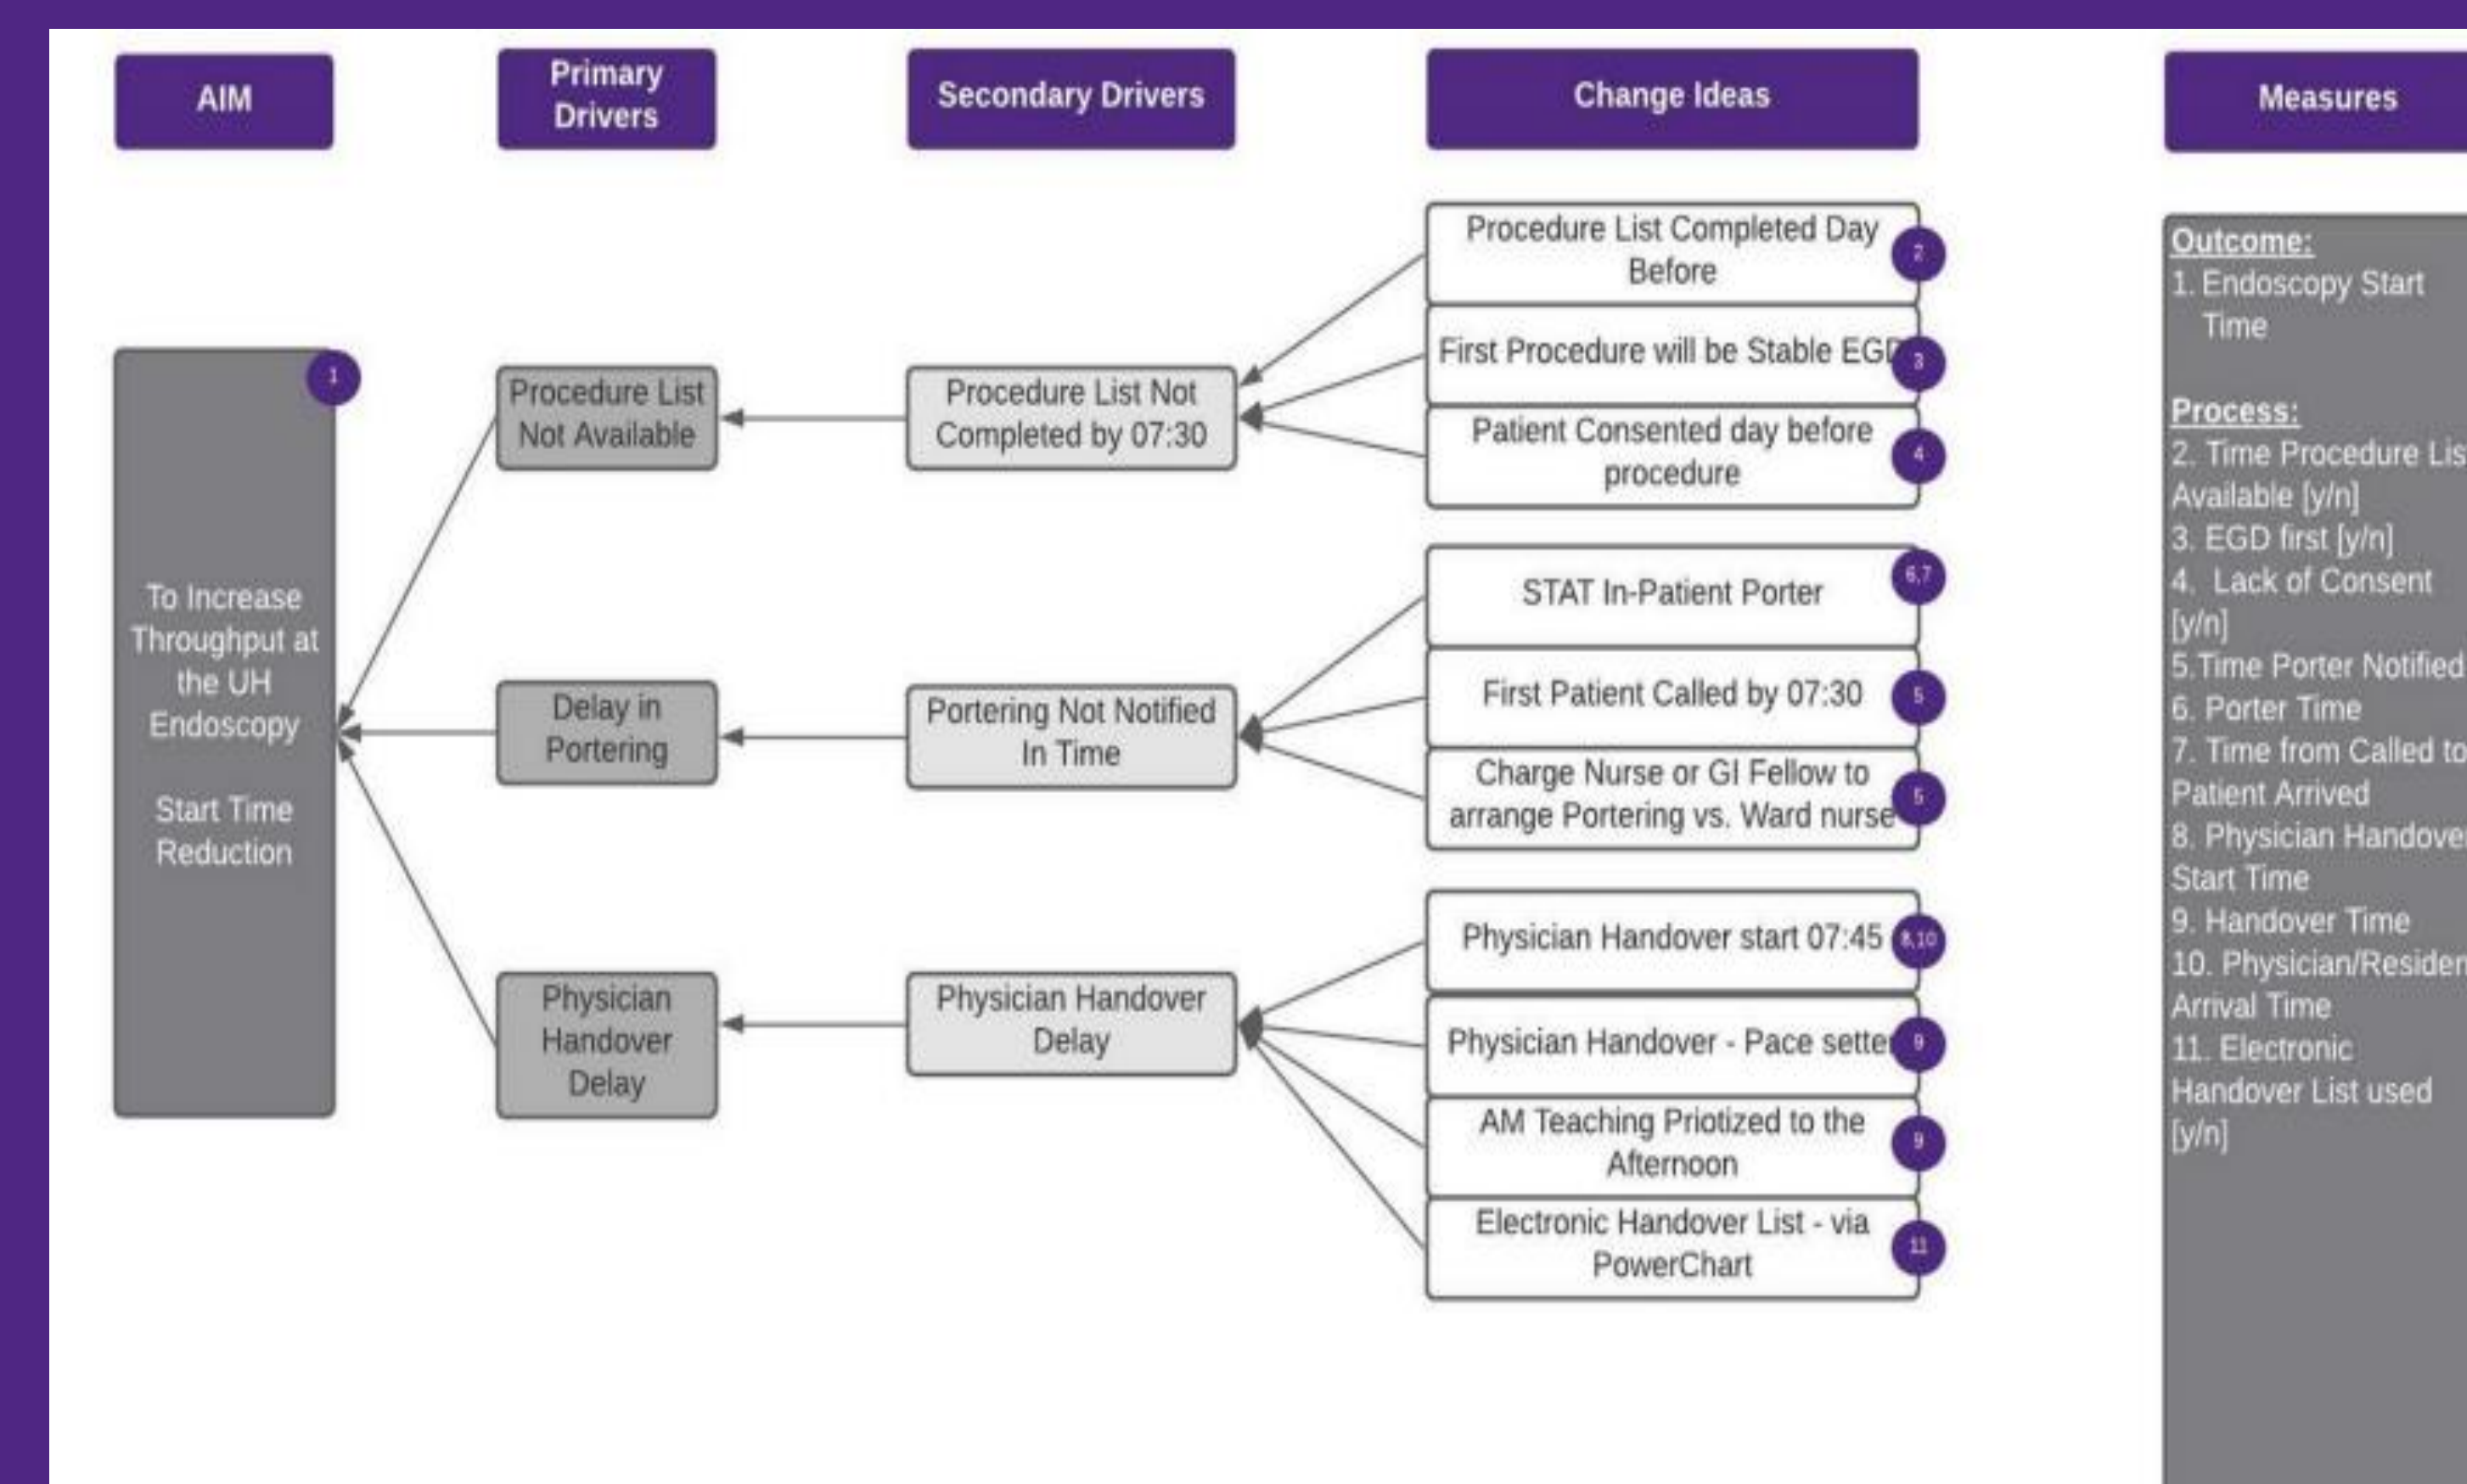 AIM
Primary
Drivers
Secondary Drivers
Change Ideas
Measures
To Increase
Throughput at
the UH
Endoscopy
Start Time
Reduction
1
Procedure List
Not Available
Delay in
Portering
Physician
Handover
Delay
Procedure List Not
Completed by 07:30
Portering Not Notified
In Time
Physician Handover
Delay
Procedure List Completed Day
Before
2
First Procedure will be Stable EGD
3
Patient Consented day before
procedure
4
STAT In-Patient Porter
6,7
First Patient Called by 07:30
5
Charge Nurse or GI Fellow to
arrange Portering vs. Ward nurse
5
Physician Handover start 07:45
8,10
Physician Handover - Pace setter
9
AM Teaching Priotized to the
Afternoon
9
Electronic Handover List - via
PowerChart
11
Outcome:
1. Endoscopy Start
Time
Process:
2. Time Procedure Lis
Available [y/n]
3. EGD first [y/n]
4. Lack of Consent
[y/n]
5.Time Porter Notified
6. Porter Time
7. Time from Called to
Patient Arrived
8. Physician Handover
Start Time
9. Handover Time
10. Physician/Residen
Arrival Time
11. Electronic
Handover List used
[y/n]